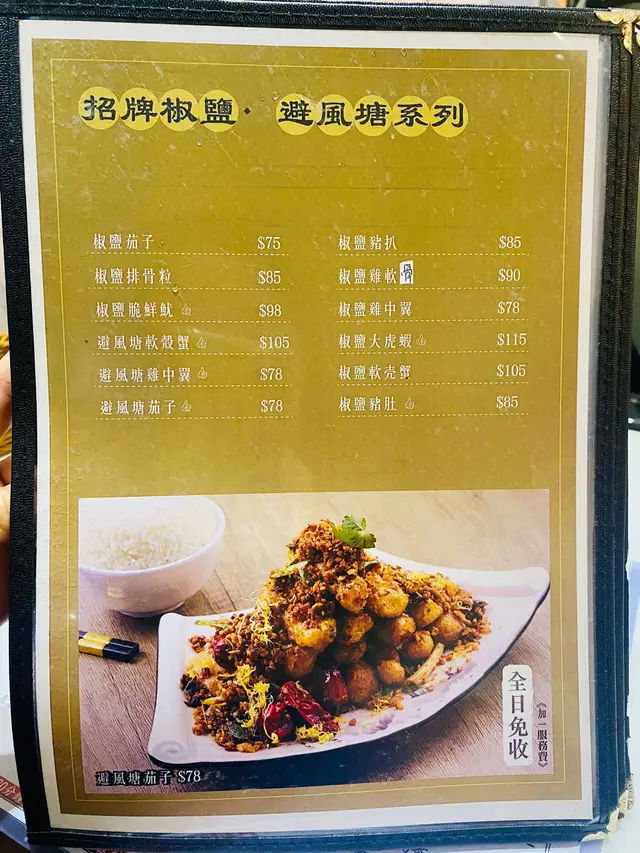 招牌椒鹽·避風塘系列
椒鹽茄子 $75
椒鹽排骨粒 $85
椒鹽脆鮮魷 $98
避風塘軟殼蟹 $105
避風塘雞中翼 $78
避風塘茄子 $78
椒鹽豬扒 $85
椒鹽雞軟骨 $90
椒鹽雞中翼 $78
椒鹽大虎蝦 $115
椒鹽軟壳蟹 $105
椒鹽豬肚 $85
全日免收
《加一服務費》
避風塘茄子 $78